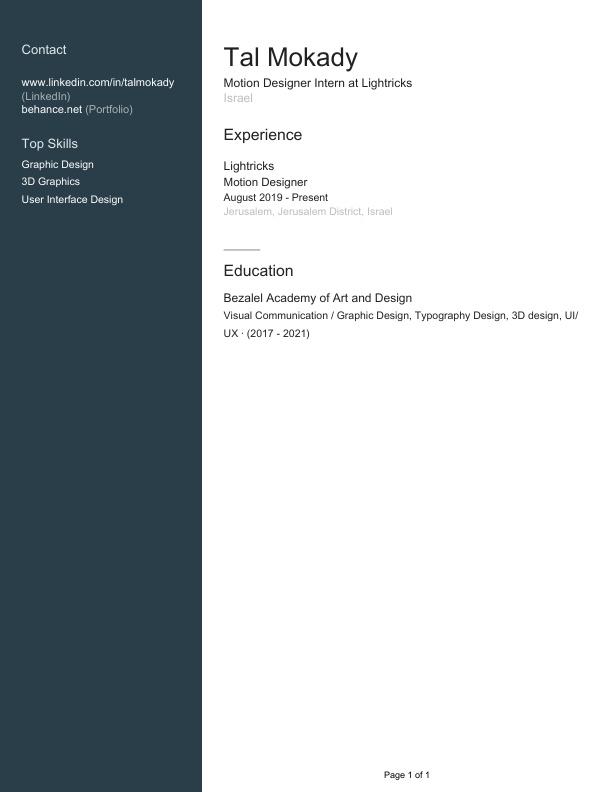 Contact
www.linkedin.com/in/talmokady
(LinkedIn)
behance.net (Portfolio)
Top Skills
Graphic Design
3D Graphics
User Interface Design
Tal Mokady
Motion Designer Intern at Lightricks
Israel
Experience
Lightricks
Motion Designer
August 2019 - Present
Jerusalem, Jerusalem District, Israel
Education
Bezalel Academy of Art and Design
Visual Communication / Graphic Design, Typography Design, 3D design, UI/
UX · (2017 - 2021)
Page 1 of 1